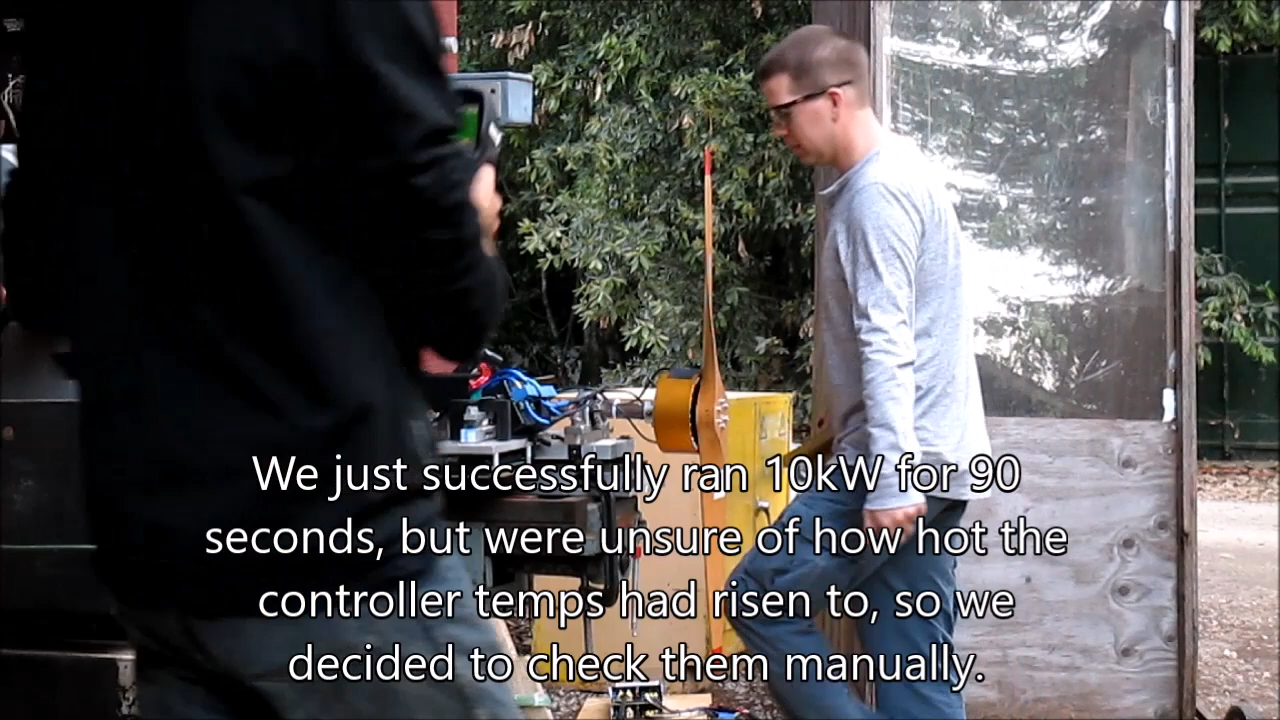 We just successfully ran 10kW for 90
seconds, but were unsure of how hot the
controller temps had risen to, so we
decided to check them manually.